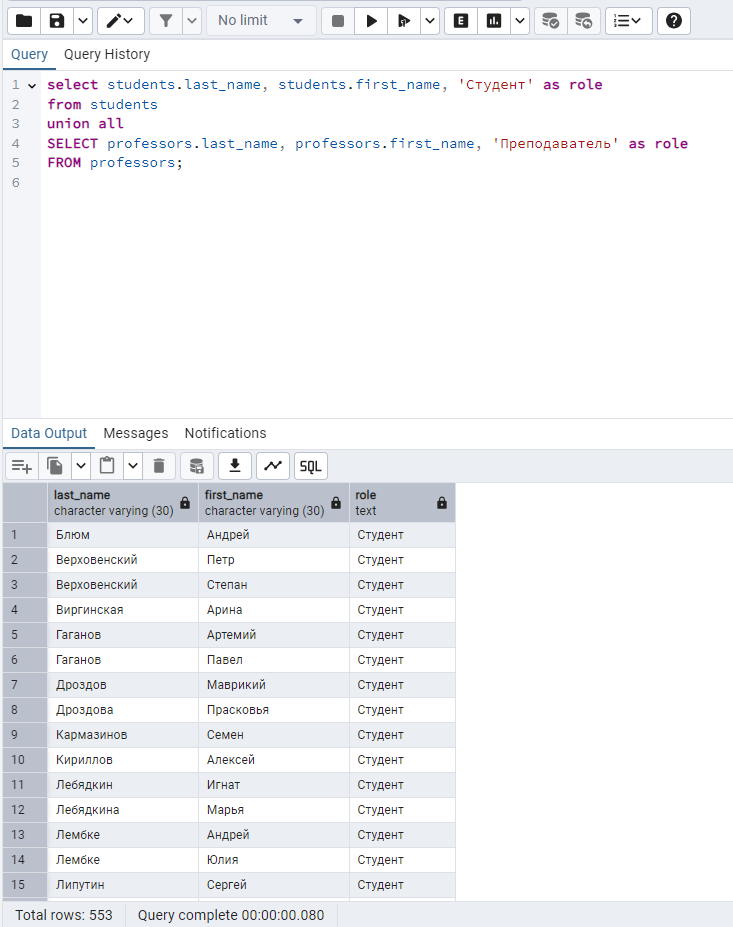 No limit
E
SQL
Query Query History
1 select students.last_name, students.first_name, 'Студент' as role
2 from students
3 union all
4 SELECT professors.last_name, professors.first_name, 'Преподаватель' as role
5 FROM professors;
6
Data Output Messages Notifications
SQL
last_name first_name role
character varying (30) character varying (30) text
1 Блюм Андрей Студент
2 Верховенский Петр Студент
3 Верховенский Степан Студент
4 Виргинская Арина Студент
5 Гаганов Артемий Студент
6 Гаганов Павел Студент
7 Дроздов Маврикий Студент
8 Дроздова Прасковья Студент
9 Кармазинов Семен Студент
10 Кириллов Алексей Студент
11 Лебядкин Игнат Студент
12 Лебядкина Марья Студент
13 Лембке Андрей Студент
14 Лембке Юлия Студент
15 Липутин Сергей Студент
Total rows: 553 Query complete 00:00:00.080